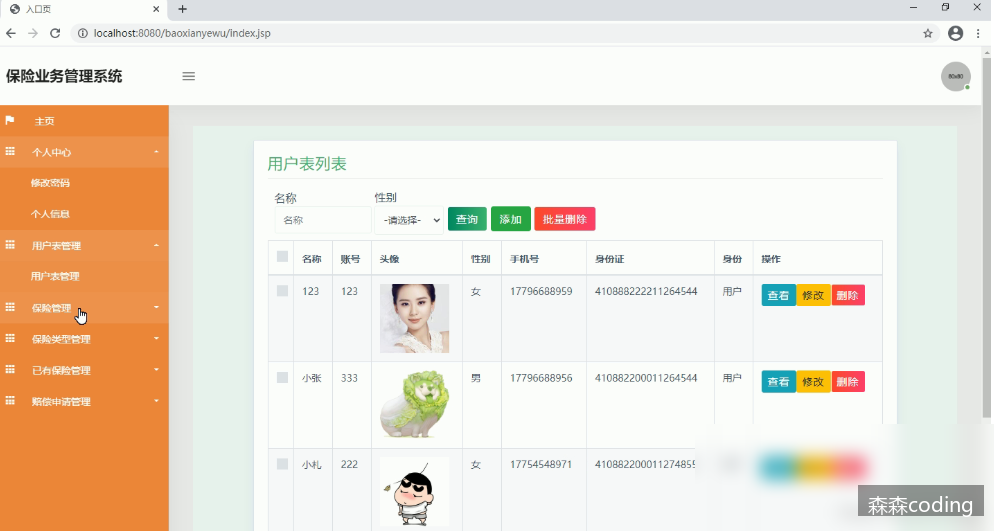 入口页
localhost:8080/baoxianyewu/index.jsp
保险业务管理系统
主页
个人中心
修改密码
个人信息
用户表管理
用户表管理
保险管理
保险类型管理
已有保险管理
赔偿申请管理
用户表列表
名称 性别
名称 -请选择- 查询 添加 批量删除
名称 账号 头像 性别 手机号 身份证 身份 操作
123 123 女 17796688959 410888222211264544 用户 查看 修改 删除
小张 333 男 17796688956 410882200011264544 用户 查看 修改 删除
小札 222 女 17754548971 410882200011274855
森森coding